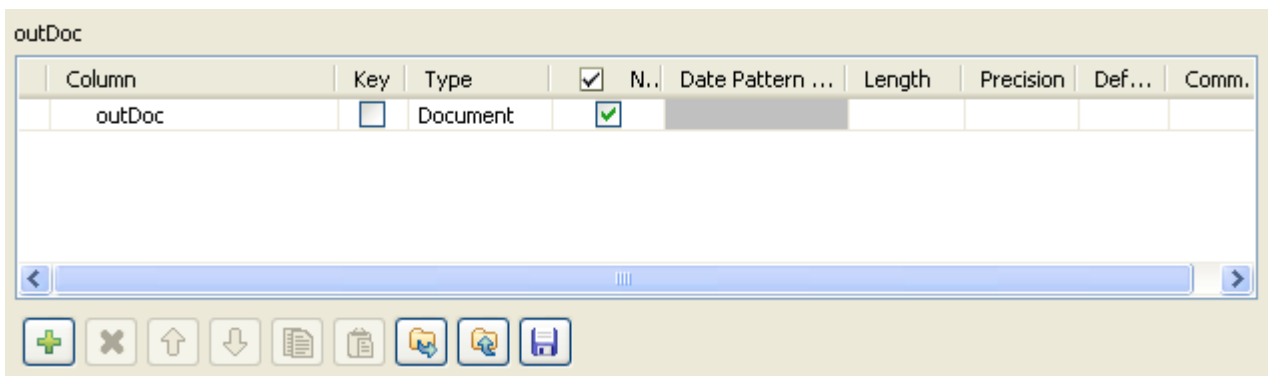 outDoc
Column Key Type N.. Date Pattern ... Length Precision Def... Comm.
outDoc Document